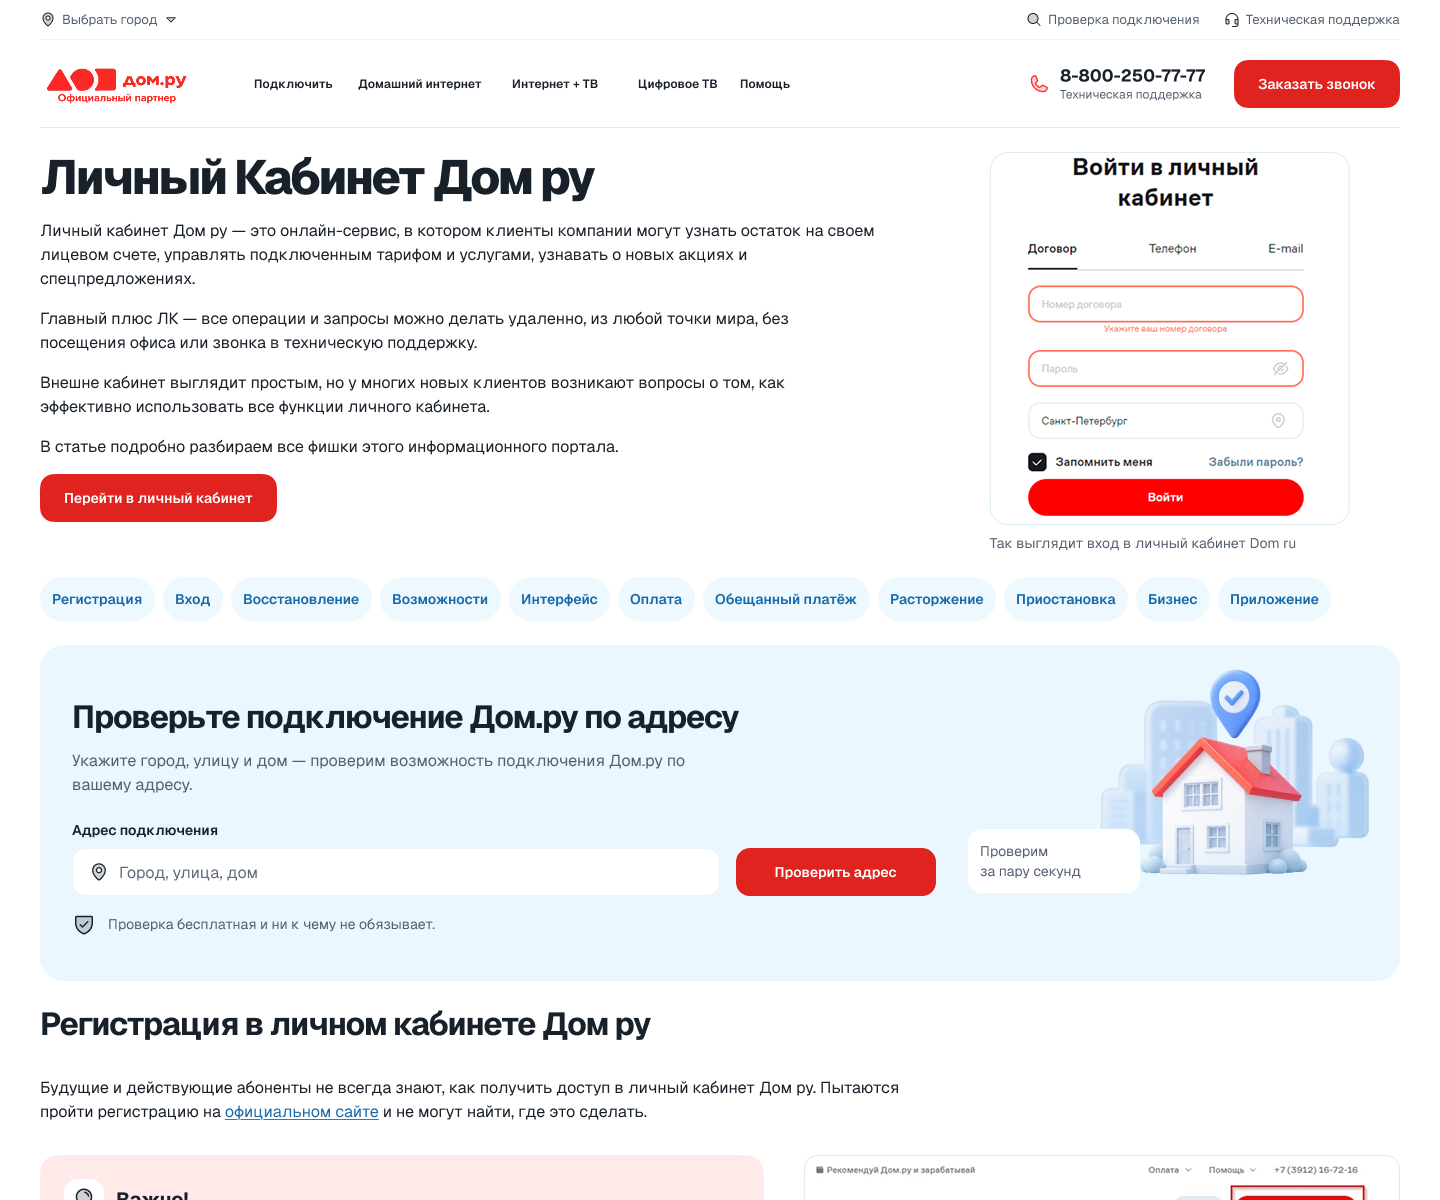 Выбрать город
Проверка подключения
Техническая поддержка
дом.ру
Официальный партнер
Подключить
Домашний интернет
Интернет + ТВ
Цифровое ТВ
Помощь
8-800-250-77-77
Техническая поддержка
Заказать звонок
Личный Кабинет Дом ру
Личный кабинет Дом ру — это онлайн-сервис, в котором клиенты компании могут узнать остаток на своем
лицевом счете, управлять подключенным тарифом и услугами, узнавать о новых акциях и
спецпредложениях.
Главный плюс ЛК — все операции и запросы можно делать удаленно, из любой точки мира, без
посещения офиса или звонка в техническую поддержку.
Внешне кабинет выглядит простым, но у многих новых клиентов возникают вопросы о том, как
эффективно использовать все функции личного кабинета.
В статье подробно разбираем все фишки этого информационного портала.
Перейти в личный кабинет
Войти в личный
кабинет
Договор
Телефон
E-mail
Номер договора
Укажите ваш номер договора
Пароль
Санкт-Петербург
Запомнить меня
Забыли пароль?
Войти
Так выглядит вход в личный кабинет Dom ru
Регистрация
Вход
Восстановление
Возможности
Интерфейс
Оплата
Обещанный платёж
Расторжение
Приостановка
Бизнес
Приложение
Проверьте подключение Дом.ру по адресу
Укажите город, улицу и дом — проверим возможность подключения Дом.ру по
вашему адресу.
Адрес подключения
Город, улица, дом
Проверить адрес
Проверка бесплатная и ни к чему не обязывает.
Проверим
за пару секунд
Регистрация в личном кабинете Дом ру
Будущие и действующие абоненты не всегда знают, как получить доступ в личный кабинет Дом ру. Пытаются
пройти регистрацию на официальном сайте и не могут найти, где это сделать.
Важно!
Рекомендуй Дом.ру и зарабатывай
Оплата
Помощь
+7 (3912) 16-72-16